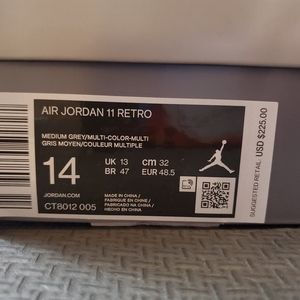 AIR JORDAN 11 RETRO
MEDIUM GREY/MULTI-COLOR-MULTI
GRIS MOYEN/COULEUR MULTIPLE
14
UK 13
cm 32
BR 47
EUR 48.5
JORDAN.COM
CT8012 005
MADE IN CHINA /
FABRIQUE EN CHINE /
FABRICADO NA CHINA /
HECHO EN CHINA
SUGGESTED RETAIL
USD $225.00